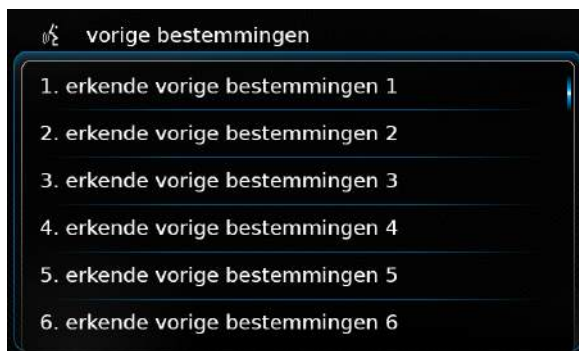 vorige bestemmingen
1. erkende vorige bestemmingen 1
2. erkende vorige bestemmingen 2
3. erkende vorige bestemmingen 3
4. erkende vorige bestemmingen 4
5. erkende vorige bestemmingen 5
6. erkende vorige bestemmingen 6